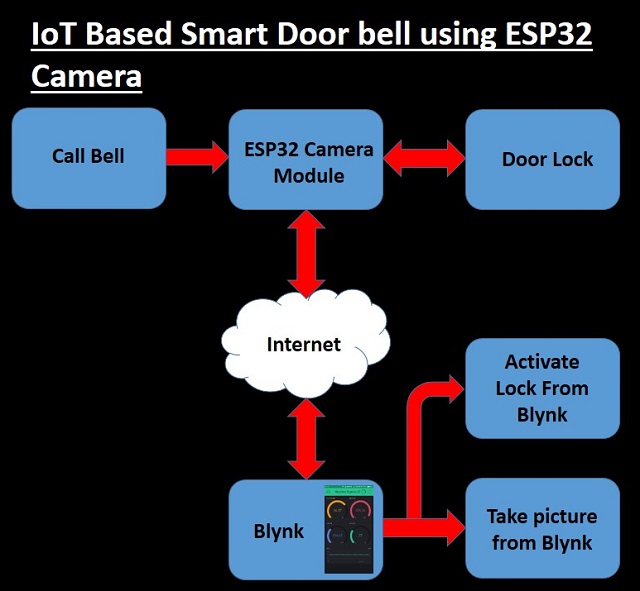 IoT Based Smart Door bell using ESP32
Camera
Call Bell
ESP32 Camera
Module
Door Lock
Internet
Activate
Lock From
Blynk
Blynk
Take picture
from Blynk